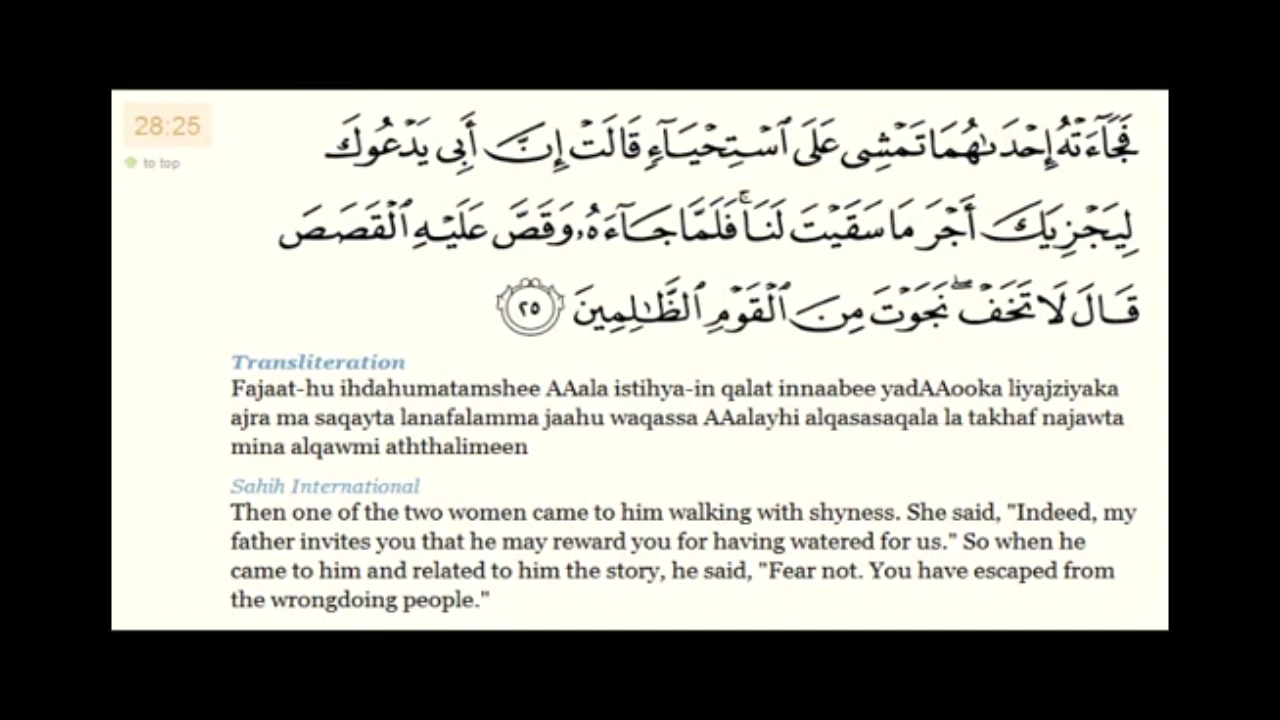 28:25
to top
فَجَآءَتْهُ إِحْدَىٰهُمَا تَمْشِى عَلَى ٱسْتِحْيَآءٍ قَالَتْ إِنَّ أَبِى يَدْعُوكَ
لِيَجْزِيَكَ أَجْرَ مَا سَقَيْتَ لَنَا ۚ فَلَمَّا جَآءَهُۥ وَقَصَّ عَلَيْهِ ٱلْقَصَصَ
قَالَ لَا تَخَفْ ۖ نَجَوْتَ مِنَ ٱلْقَوْمِ ٱلظَّٰلِمِينَ ٢٥
Transliteration
Fajaat-hu ihdahumatamshee AAala istihya-in qalat innaabee yadAAooka liyajziyaka
ajra ma saqayta lanafalamma jaahu waqassa AAalayhi alqasasaqala la takhaf najawta
mina alqawmi aththalimeen
Sahih International
Then one of the two women came to him walking with shyness. She said, "Indeed, my
father invites you that he may reward you for having watered for us." So when he
came to him and related to him the story, he said, "Fear not. You have escaped from
the wrongdoing people."